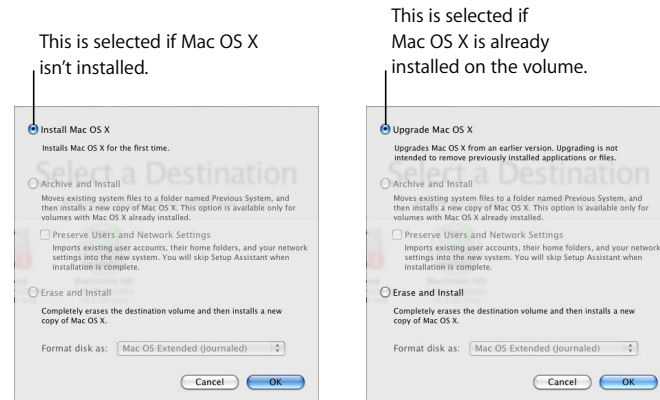 This is selected if Mac OS X
isn't installed.
Install Mac OS X
Installs Mac OS X for the first time.
Select a Destination
Archive and Install
Moves existing system files to a folder named Previous System, and
then installs a new copy of Mac OS X. This option is available only for
volumes with Mac OS X already installed.
Preserve Users and Network Settings
Imports existing user accounts, their home folders, and your network
settings into the new system. You will skip Setup Assistant when
installation is complete.
Macintosh HD
Erase and Install
Completely erases the destination volume and then installs a new
copy of Mac OS X.
Format disk as: Mac OS Extended (Journaled)
Cancel OK
This is selected if
Mac OS X is already
installed on the volume.
Upgrade Mac OS X
Upgrades Mac OS X from an earlier version. Upgrading is not
intended to remove previously installed applications or files.
Select a Destination
Archive and Install
Moves existing system files to a folder named Previous System, and
then installs a new copy of Mac OS X. This option is available only for
volumes with Mac OS X already installed.
Preserve Users and Network Settings
Imports existing user accounts, their home folders, and your network
settings into the new system. You will skip Setup Assistant when
installation is complete.
Macintosh HD
Erase and Install
Completely erases the destination volume and then installs a new
copy of Mac OS X.
Format disk as: Mac OS Extended (Journaled)
Cancel OK